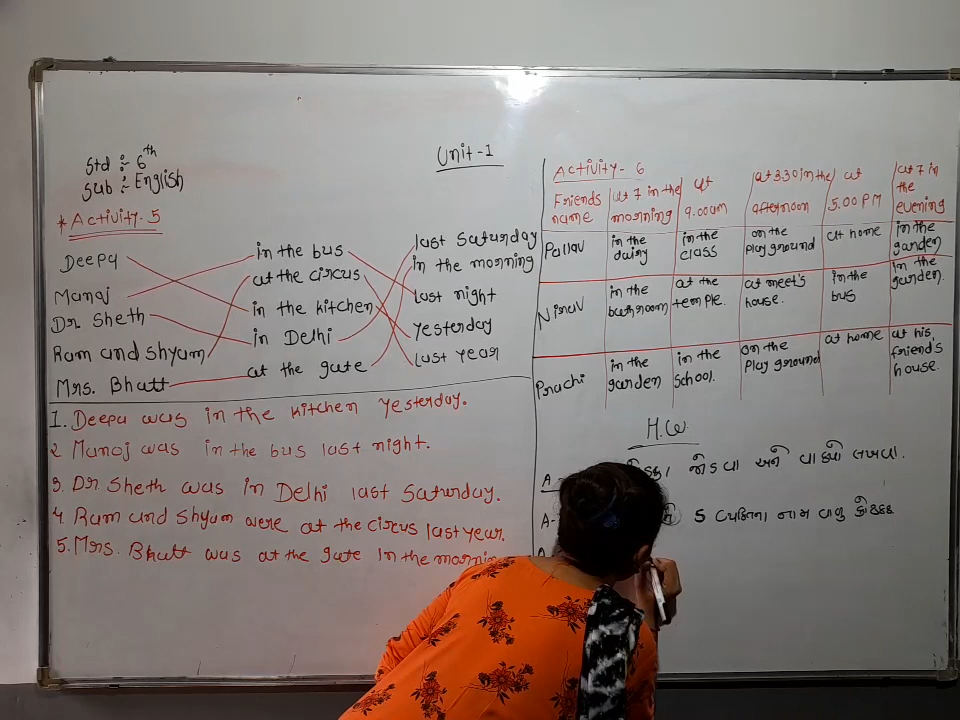 Std : 6th
Sub : English
Unit-1
* Activity-5
Deepa
Manoj
Dr. Sheth
Ram and Shyam
Mrs. Bhatt
in the bus
at the circus
in the kitchen
in Delhi
at the gate
last Saturday
in the morning
last night
Yesterday
last year
1. Deepa was in the kitchen Yesterday.
2 Manoj was in the bus last night.
3. Dr. Sheth was in Delhi last Saturday.
4. Ram and Shyam were at the circus last year.
5. Mrs. Bhatt was at the gate in the mornin
Activity-6
Friends name | at 7 in the morning | at 9.00am | at 3.30 in the afternoon | at 5.00 PM | at 7 in the evening
Pallav | in the dairy | in the class | on the play ground | at home | in the garden
Nirav | in the bathroom | at the temple. | at meet's house. | in the bus | in the garden.
Prachi | in the garden | in the school. | on the play ground | at home | at his friend's house.
H.W.
A જોડવા અને વાક્યો લખવા.
A- 5 વ્યક્તિના નામ વાળુ કોષ્ટક
A